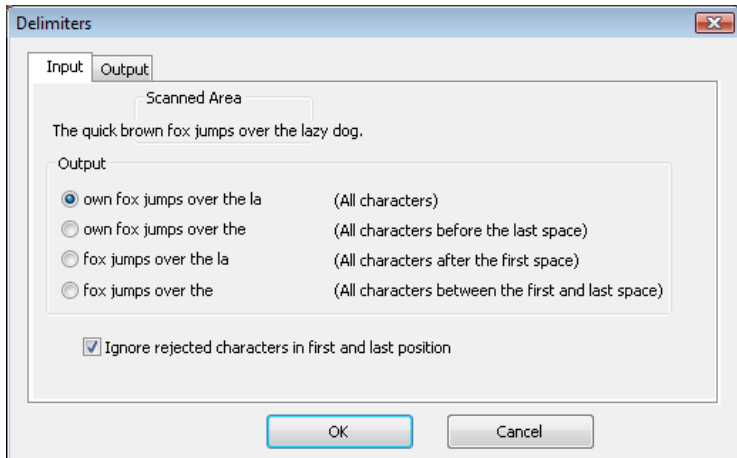 Delimiters
Input Output
Scanned Area
The quick brown fox jumps over the lazy dog.
Output
own fox jumps over the la (All characters)
own fox jumps over the (All characters before the last space)
fox jumps over the la (All characters after the first space)
fox jumps over the (All characters between the first and last space)
Ignore rejected characters in first and last position
OK Cancel